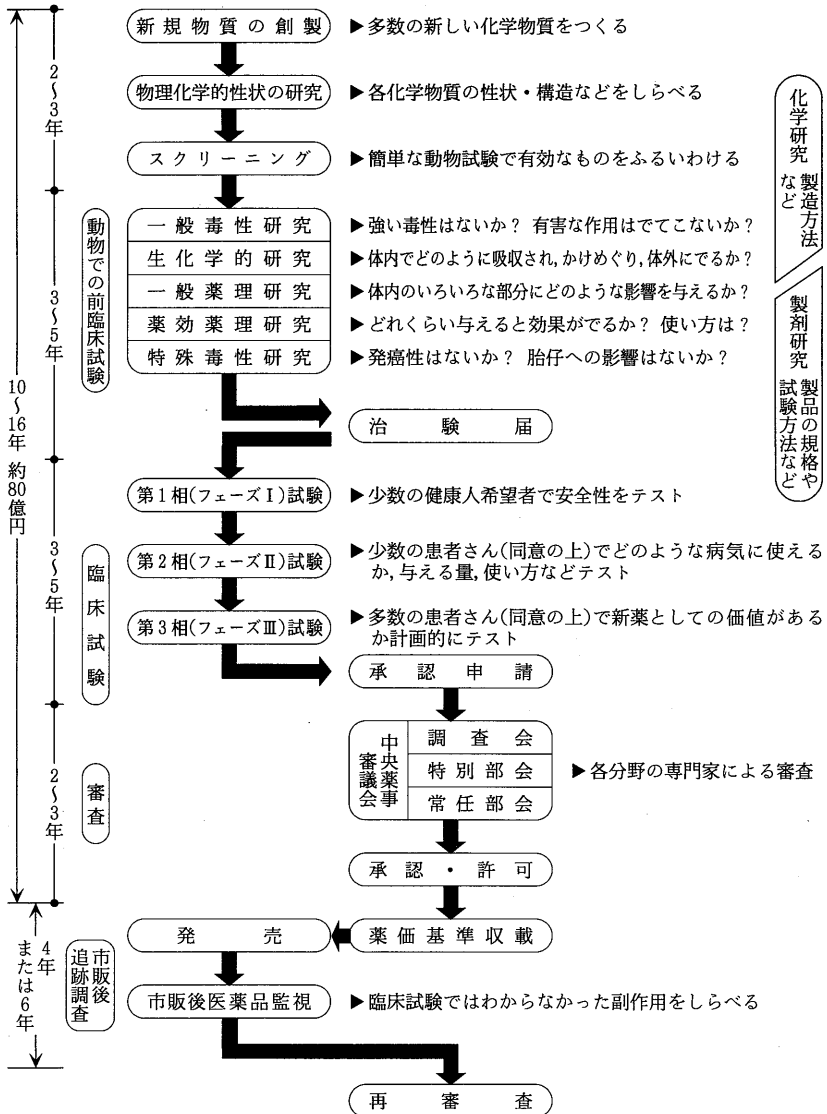 新規物質の創製
▶多数の新しい化学物質をつくる
物理化学的性状の研究
▶各化学物質の性状・構造などをしらべる
スクリーニング
▶簡単な動物試験で有効なものをふるいわける
2〜3年
化学研究 製造方法など
動物での前臨床試験
3〜5年
一般毒性研究
▶強い毒性はないか? 有害な作用はでてこないか?
生化学的研究
▶体内でどのように吸収され,かけめぐり,体外にでるか?
一般薬理研究
▶体内のいろいろな部分にどのような影響を与えるか?
薬効薬理研究
▶どれくらい与えると効果がでるか? 使い方は?
特殊毒性研究
▶発癌性はないか? 胎仔への影響はないか?
製剤研究 製品の規格や試験方法など
10〜16年 約80億円
治験届
第1相(フェーズⅠ)試験
▶少数の健康人希望者で安全性をテスト
3〜5年
臨床試験
第2相(フェーズⅡ)試験
▶少数の患者さん(同意の上)でどのような病気に使える
か,与える量,使い方などテスト
第3相(フェーズⅢ)試験
▶多数の患者さん(同意の上)で新薬としての価値がある
か計画的にテスト
承認申請
2〜3年
審査
中央薬事審議会
調査会
特別部会
常任部会
▶各分野の専門家による審査
承認・許可
薬価基準収載
発売
4年または6年
市販後追跡調査
市販後医薬品監視
▶臨床試験ではわからなかった副作用をしらべる
再審査